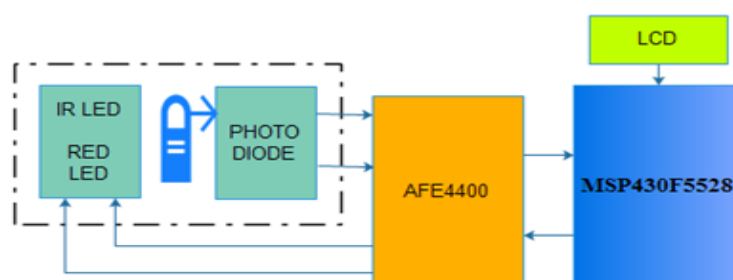 LCD
IR LED
RED
LED
PHOTO
DIODE
AFE4400
MSP430F5528